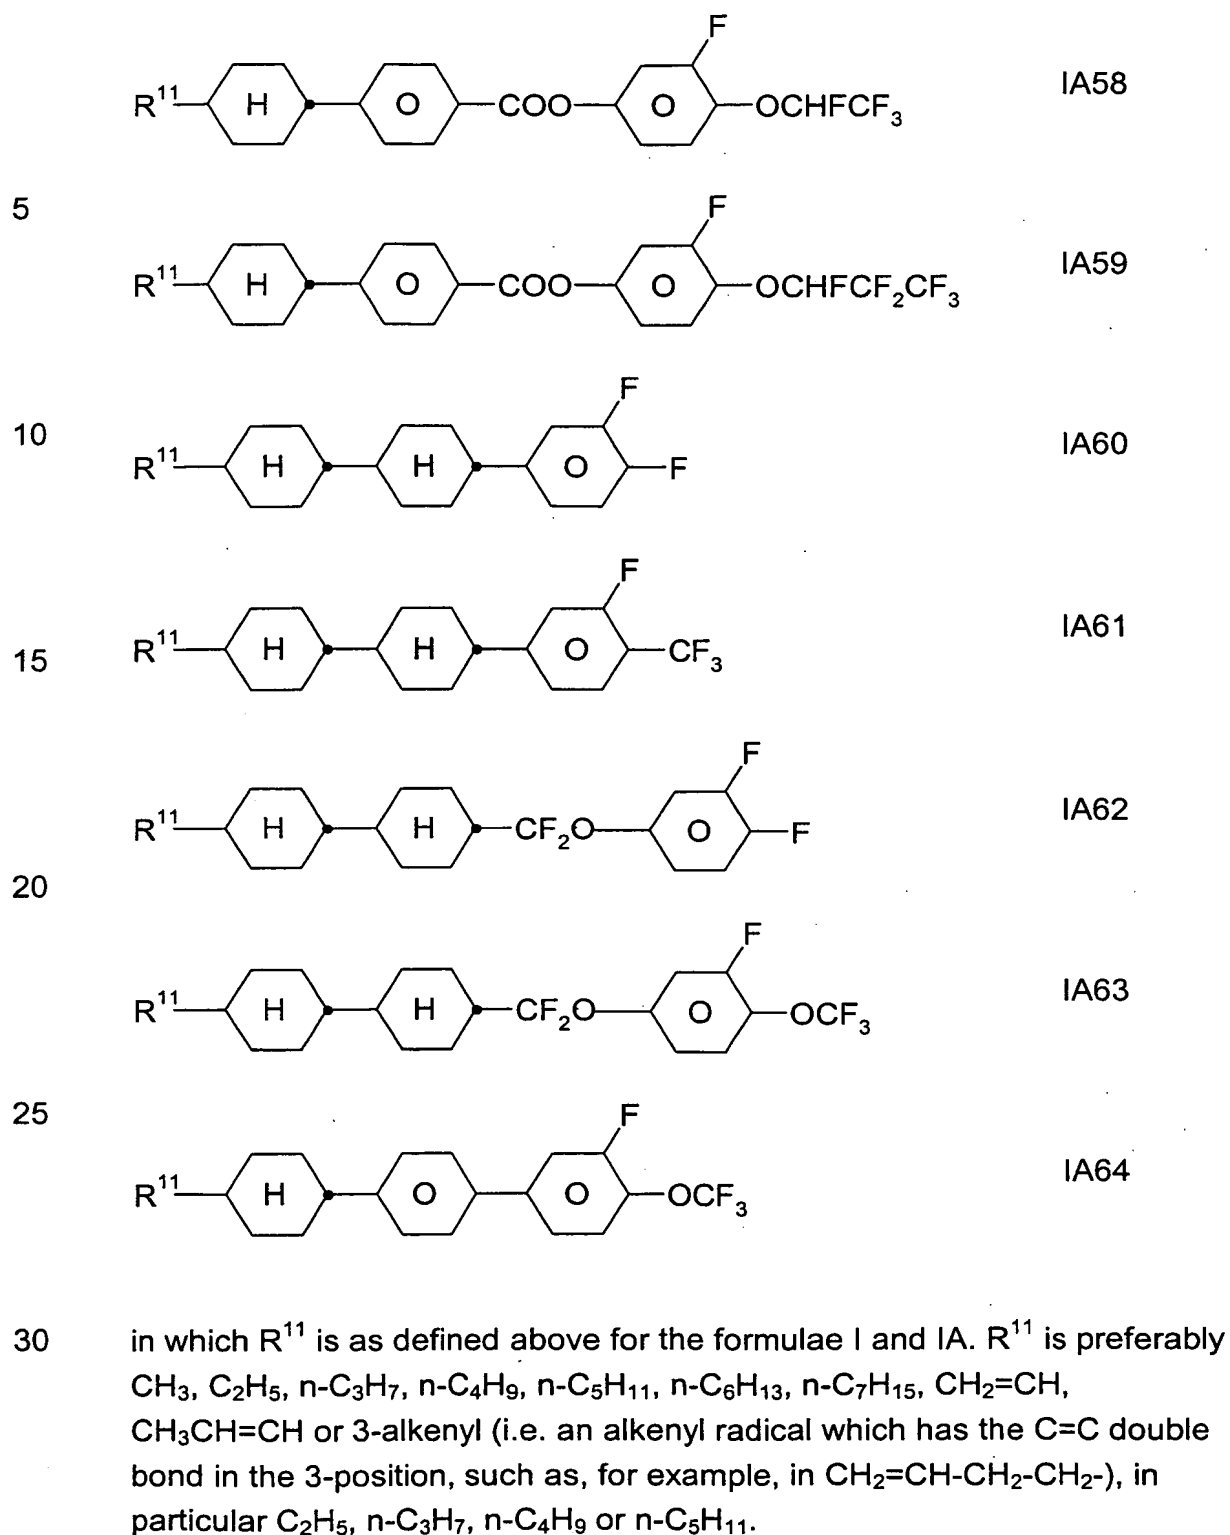 F
R¹¹ H O COO O OCHFCF₃ IA58
5
F
R¹¹ H O COO O OCHFCF₂CF₃ IA59
F
10
R¹¹ H H O F IA60
F
R¹¹ H H O CF₃ IA61
15
F
R¹¹ H H CF₂O O F IA62
20
F
R¹¹ H H CF₂O O OCF₃ IA63
25
F
R¹¹ H O O OCF₃ IA64
30 in which R¹¹ is as defined above for the formulae I and IA. R¹¹ is preferably
CH₃, C₂H₅, n-C₃H₇, n-C₄H₉, n-C₅H₁₁, n-C₆H₁₃, n-C₇H₁₅, CH₂=CH,
CH₃CH=CH or 3-alkenyl (i.e. an alkenyl radical which has the C=C double
bond in the 3-position, such as, for example, in CH₂=CH-CH₂-CH₂-), in
particular C₂H₅, n-C₃H₇, n-C₄H₉ or n-C₅H₁₁.